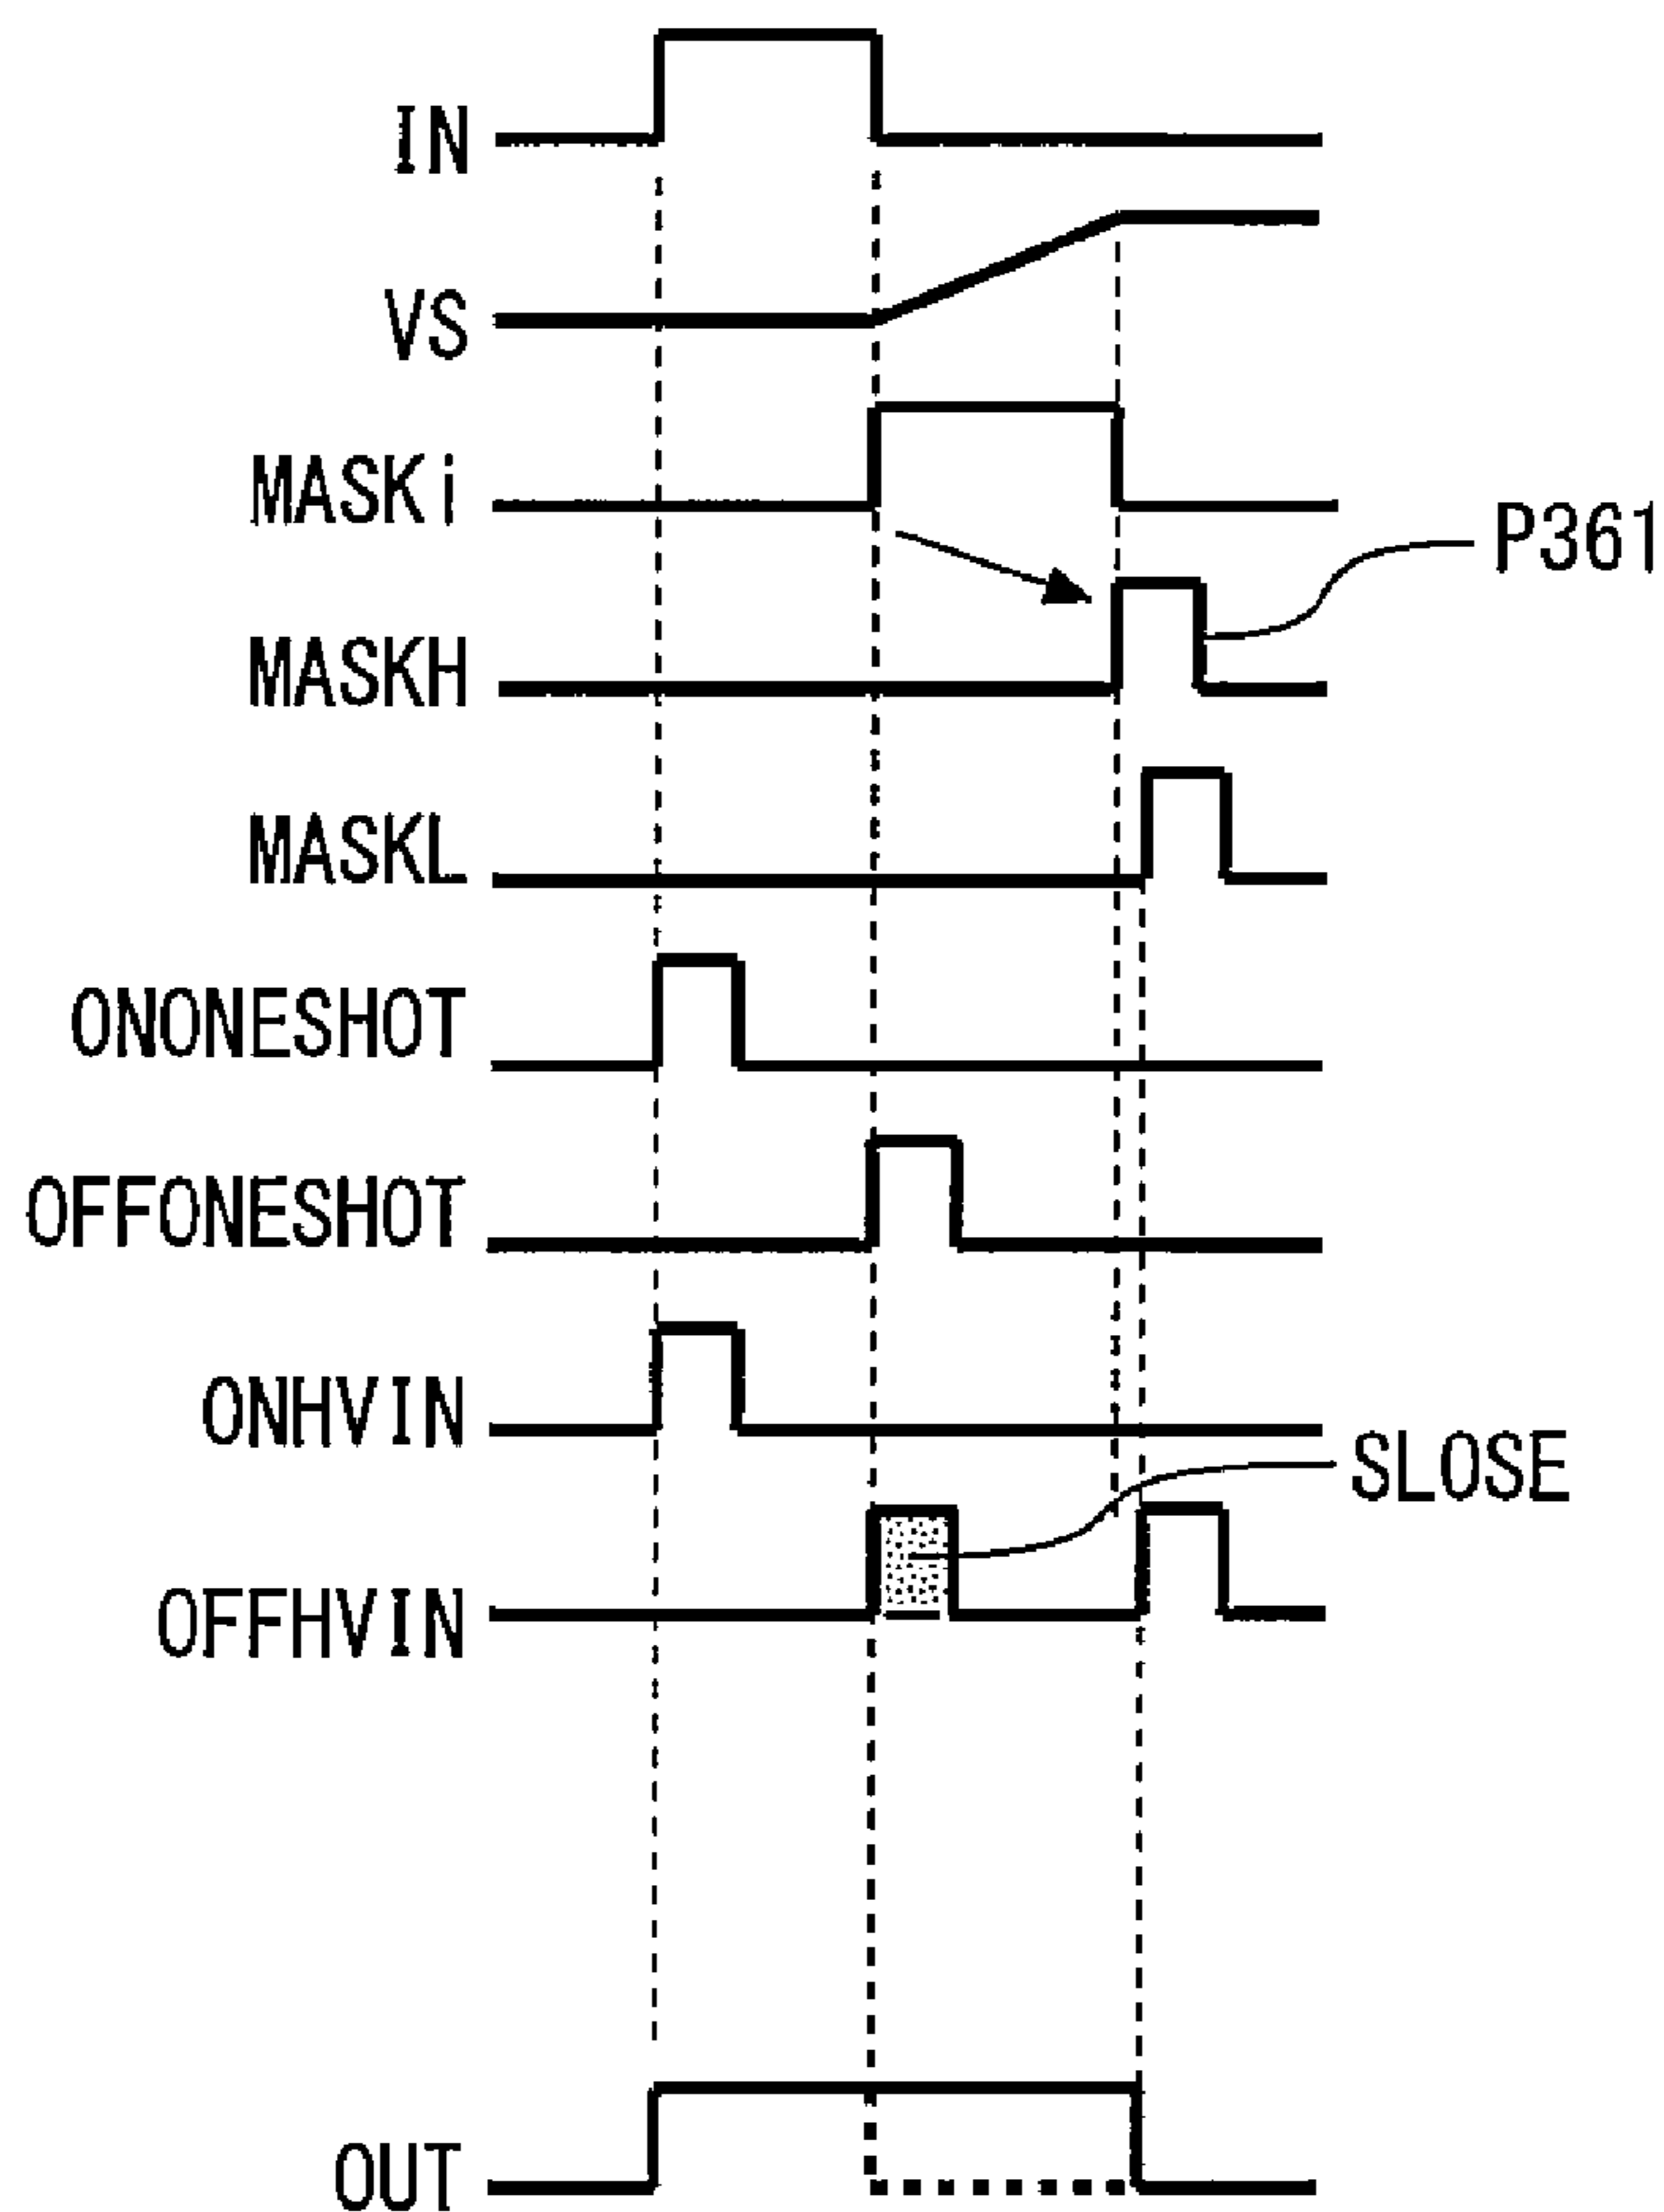 IN
VS
MASKi
P361
MASKH
MASKL
ONONESHOT
OFFONESHOT
ONHVIN
SLOSE
OFFHVIN
OUT